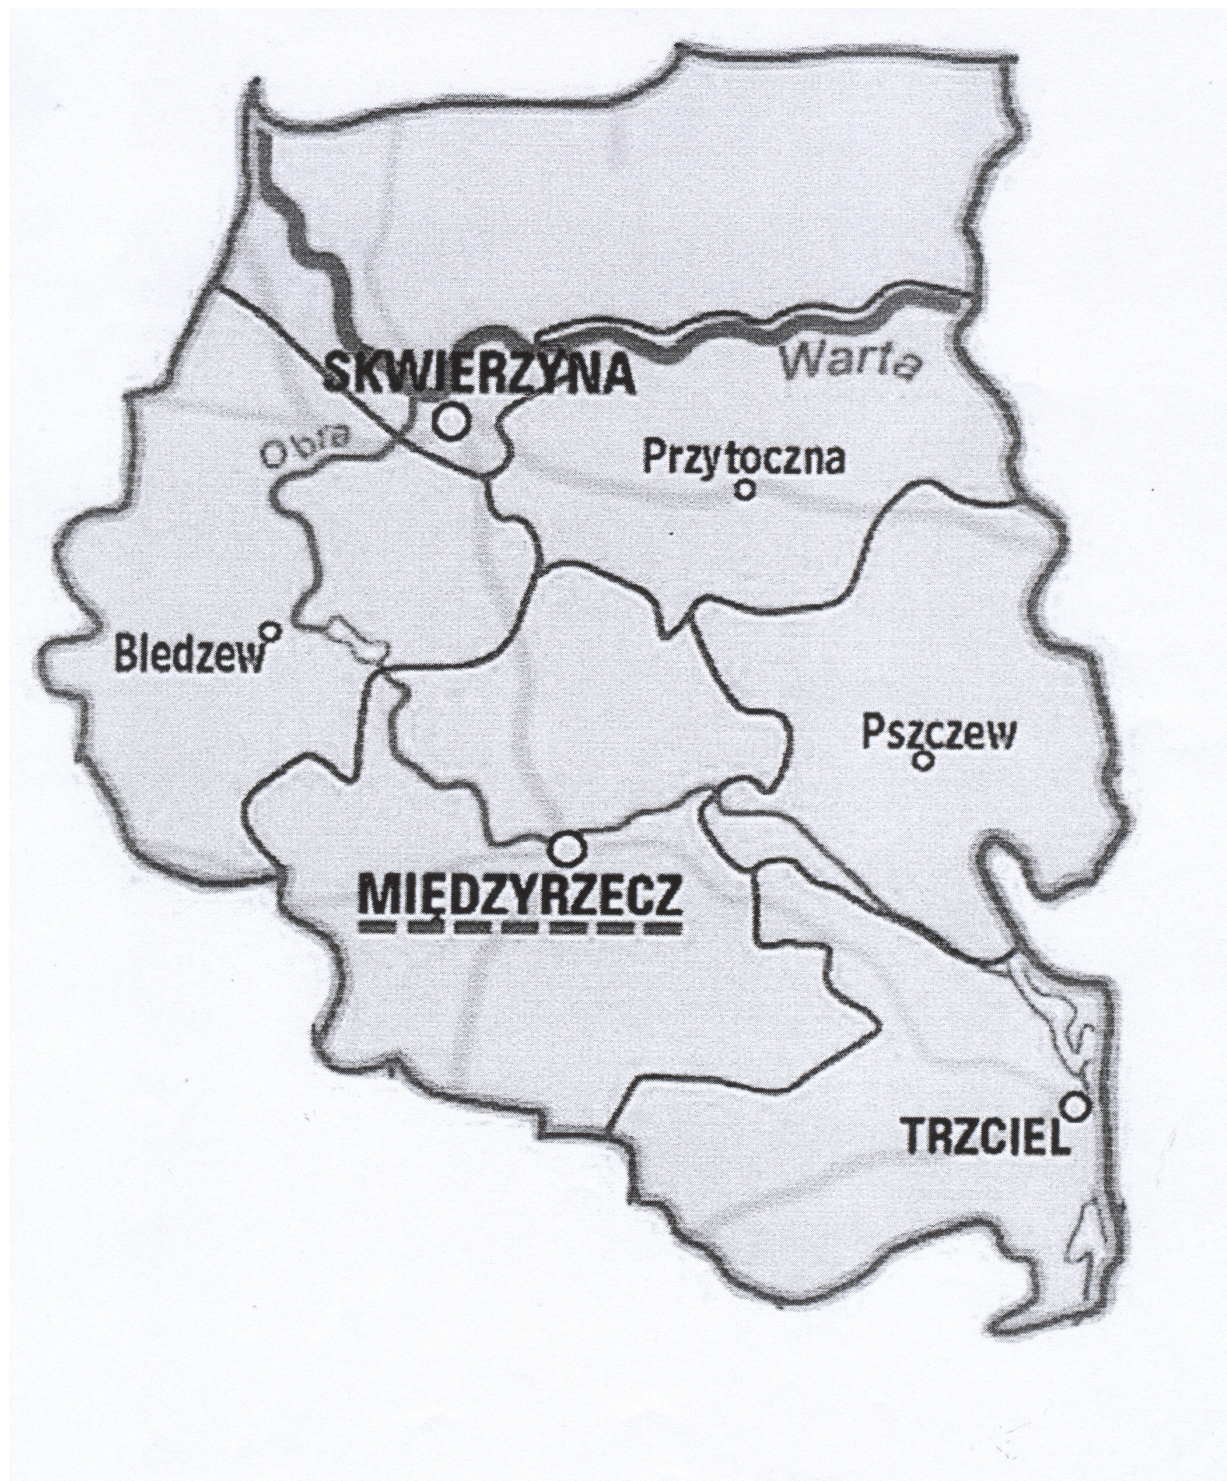 SKWIERZYNA
Warta
Obra
Przytoczna
Bledzew
Pszczew
MIĘDZYRZECZ
TRZCIEL